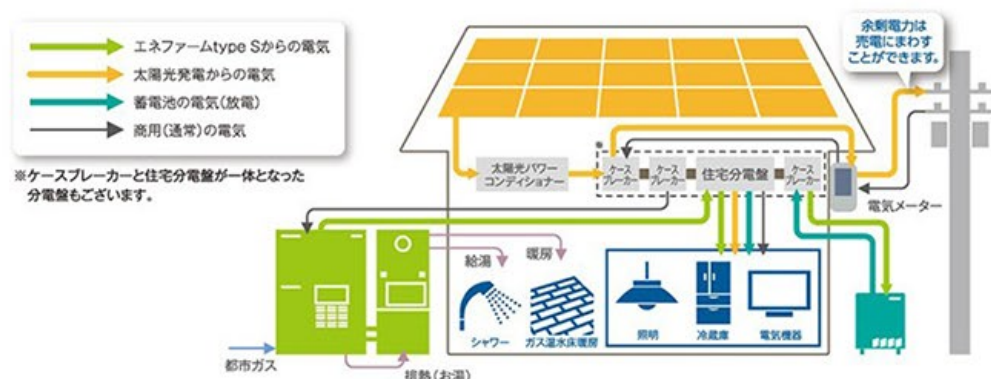 エネファームtype Sからの電気
太陽光発電からの電気
蓄電池の電気(放電)
商用(通常)の電気
※ケースブレーカーと住宅分電盤が一体となった
分電盤もございます。
余剰電力は
売電にまわす
ことができます。
※
太陽光パワー
コンディショナー
ケース
ブレーカー
ケース
ブレーカー
住宅分電盤
ケース
ブレーカー
電気メーター
給湯
暖房
シャワー
ガス温水床暖房
照明
冷蔵庫
電気機器
都市ガス
排熱(お湯)